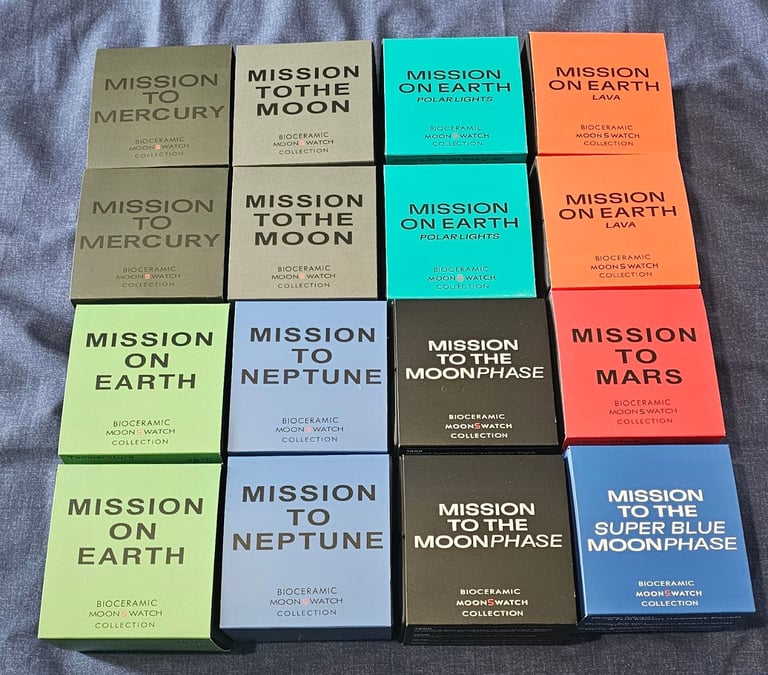 MISSION
TO
MERCURY
BIOCERAMIC
MOONSWATCH
COLLECTION
MISSION
TO THE
MOON
BIOCERAMIC
MOONSWATCH
COLLECTION
MISSION
ON EARTH
POLAR LIGHTS
BIOCERAMIC
MOONSWATCH
COLLECTION
MISSION
ON EARTH
LAVA
BIOCERAMIC
MOONSWATCH
COLLECTION
MISSION
TO
MERCURY
BIOCERAMIC
MOONSWATCH
COLLECTION
MISSION
TO THE
MOON
BIOCERAMIC
MOONSWATCH
COLLECTION
MISSION
ON EARTH
POLAR LIGHTS
BIOCERAMIC
MOONSWATCH
COLLECTION
MISSION
ON EARTH
LAVA
BIOCERAMIC
MOONSWATCH
COLLECTION
MISSION
ON
EARTH
BIOCERAMIC
MOONSWATCH
COLLECTION
MISSION
TO
NEPTUNE
BIOCERAMIC
MOONSWATCH
COLLECTION
MISSION
TO THE
MOONPHASE
BIOCERAMIC
MOONSWATCH
COLLECTION
MISSION
TO
MARS
BIOCERAMIC
MOONSWATCH
COLLECTION
Temperature 15°C
MISSION
ON
EARTH
BIOCERAMIC
MOONSWATCH
COLLECTION
MISSION
TO
NEPTUNE
BIOCERAMIC
MOONSWATCH
COLLECTION
MISSION
TO THE
MOONPHASE
BIOCERAMIC
MOONSWATCH
COLLECTION
MISSION
TO THE
SUPER BLUE
MOONPHASE
BIOCERAMIC
MOONSWATCH
COLLECTION